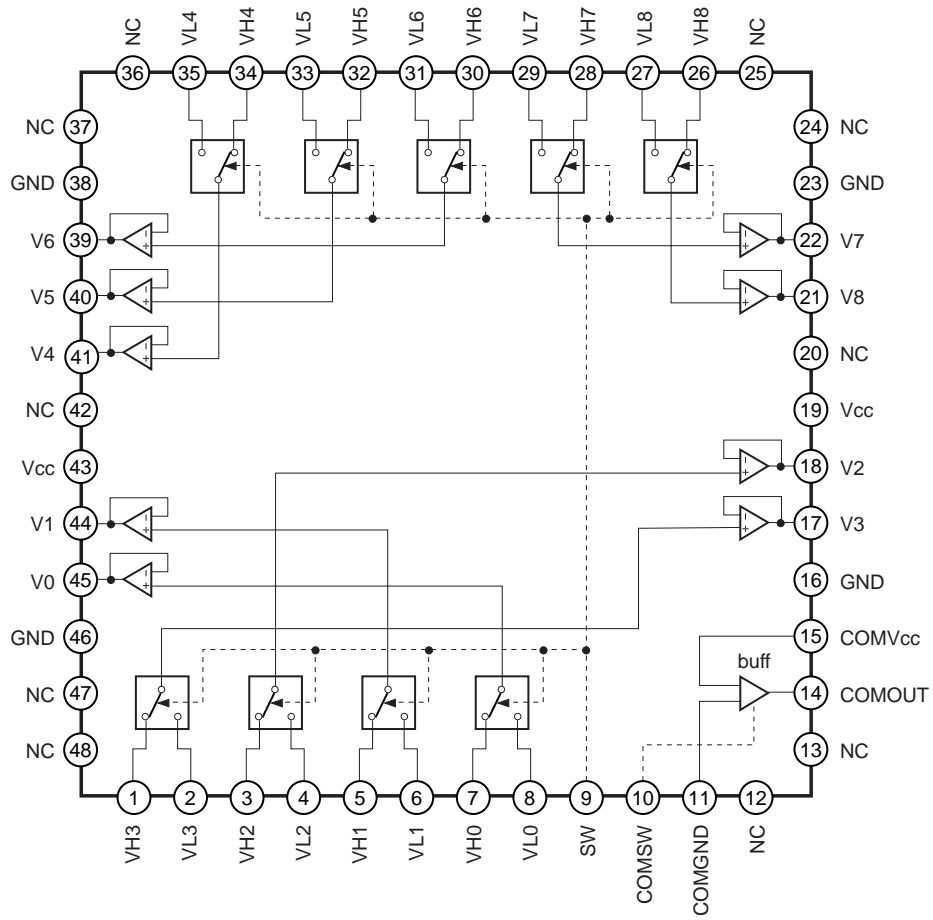 NC
VL4
VH4
VL5
VH5
VL6
VH6
VL7
VH7
VL8
VH8
NC
36
35
34
33
32
31
30
29
28
27
26
25
NC 37
24 NC
GND 38
23 GND
V6 39
- +
- +
22 V7
V5 40
- +
- +
21 V8
V4 41
- +
20 NC
NC 42
19 Vcc
Vcc 43
- +
18 V2
V1 44
- +
- +
17 V3
V0 45
- +
16 GND
GND 46
15 COMVcc
buff
NC 47
14 COMOUT
NC 48
13 NC
1
2
3
4
5
6
7
8
9
10
11
12
VH3
VL3
VH2
VL2
VH1
VL1
VH0
VL0
SW
COMSW
COMGND
NC